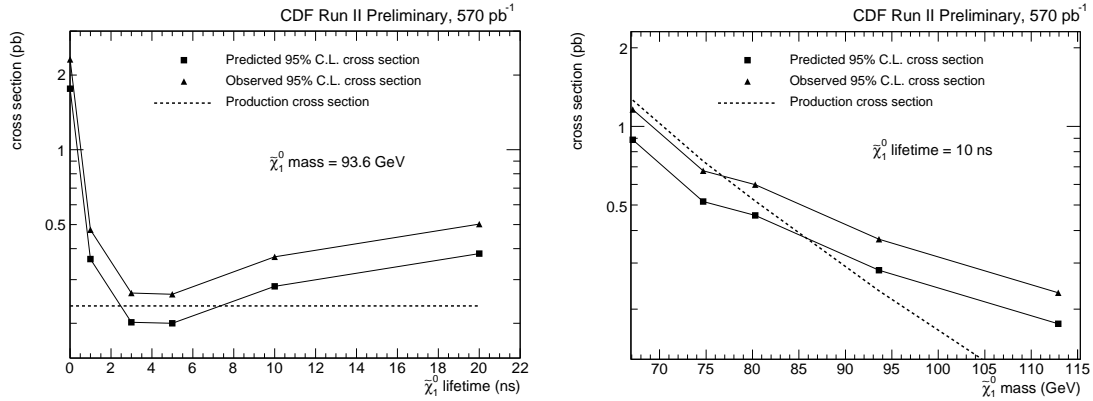 CDF Run II Preliminary, 570 pb⁻¹
cross section (pb)
Predicted 95% C.L. cross section
Observed 95% C.L. cross section
Production cross section
χ̃₁⁰ mass = 93.6 GeV
2
1
0.5
0 2 4 6 8 10 12 14 16 18 20 22
χ̃₁⁰ lifetime (ns)
CDF Run II Preliminary, 570 pb⁻¹
cross section (pb)
Predicted 95% C.L. cross section
Observed 95% C.L. cross section
Production cross section
χ̃₁⁰ lifetime = 10 ns
2
1
0.5
70 75 80 85 90 95 100 105 110 115
χ̃₁⁰ mass (GeV)